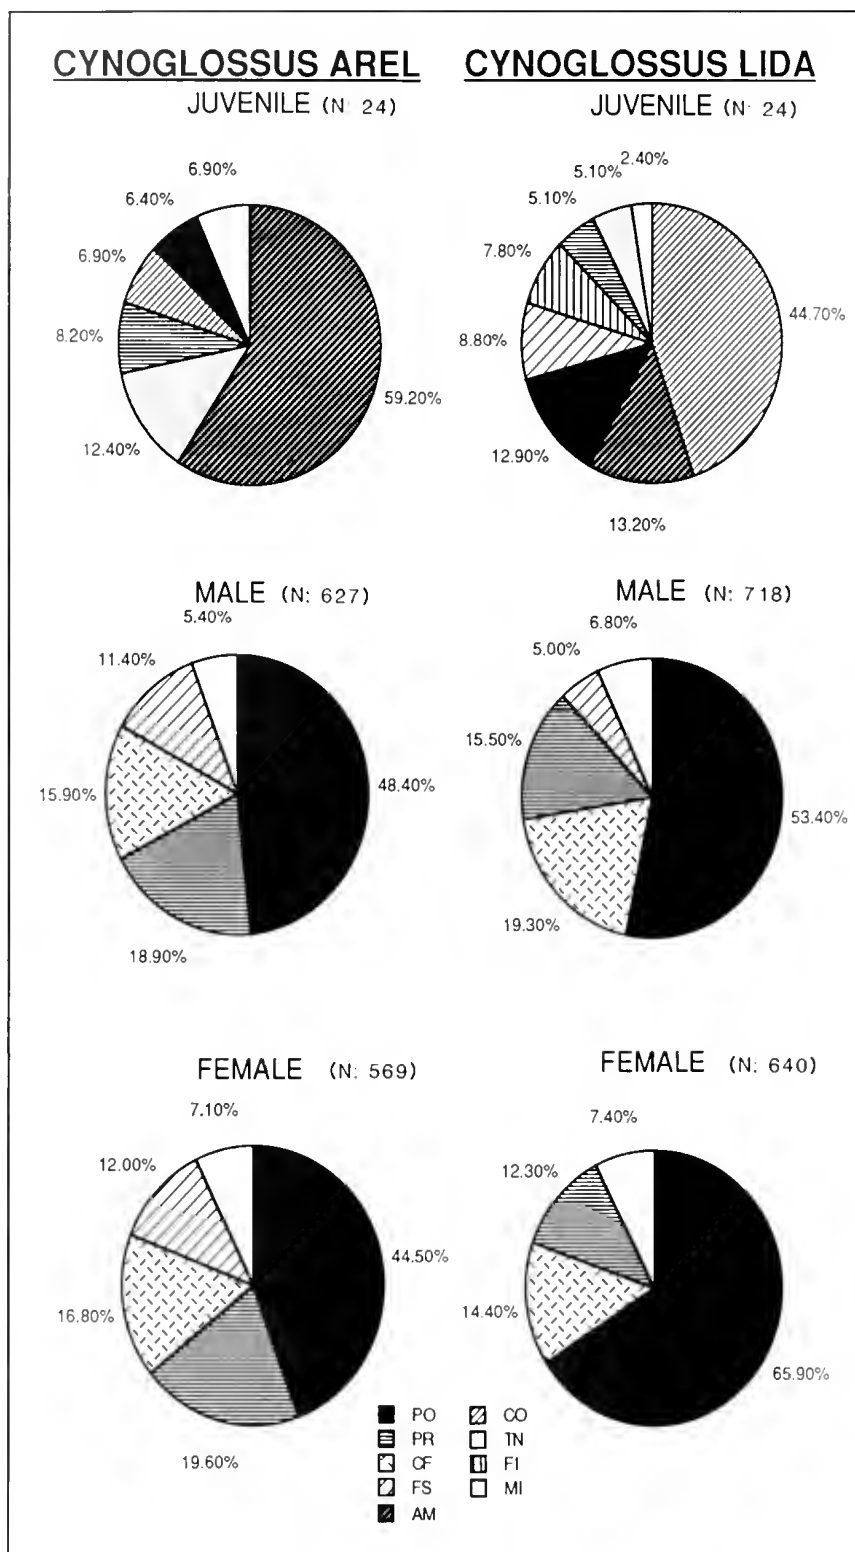 CYNOGLOSSUS AREL
JUVENILE (N: 24)
6.90%
6.40%
6.90%
8.20%
12.40%
59.20%
MALE (N: 627)
5.40%
11.40%
15.90%
18.90%
48.40%
FEMALE (N: 569)
7.10%
12.00%
16.80%
19.60%
44.50%
CYNOGLOSSUS LIDA
JUVENILE (N: 24)
2.40%
5.10%
5.10%
7.80%
8.80%
12.90%
13.20%
44.70%
MALE (N: 718)
6.80%
5.00%
15.50%
19.30%
53.40%
FEMALE (N: 640)
7.40%
12.30%
14.40%
65.90%
PO
PR
CF
FS
AM
CO
TN
FI
MI